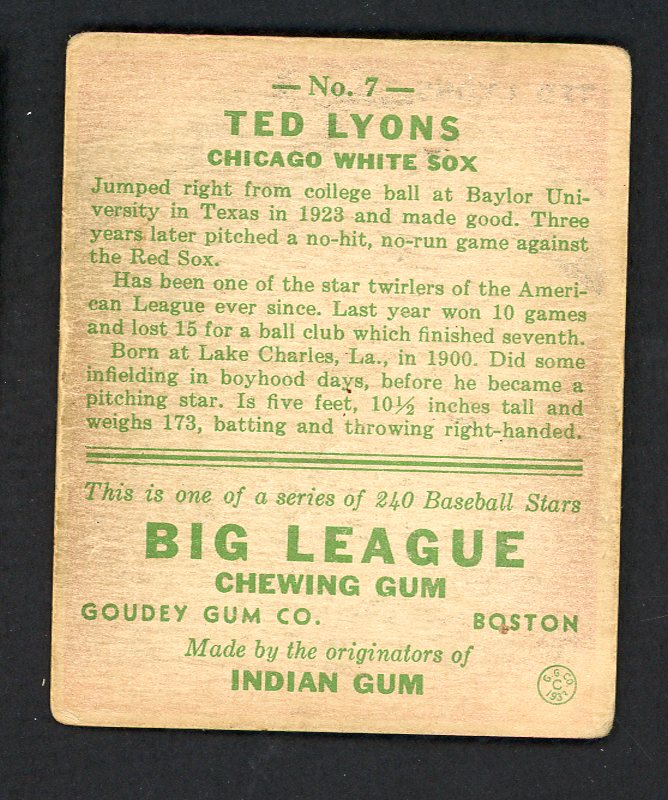 — No. 7 —
TED LYONS
CHICAGO WHITE SOX
Jumped right from college ball at Baylor Uni-
versity in Texas in 1923 and made good. Three
years later pitched a no-hit, no-run game against
the Red Sox.
Has been one of the star twirlers of the Ameri-
can League ever since. Last year won 10 games
and lost 15 for a ball club which finished seventh.
Born at Lake Charles, La., in 1900. Did some
infielding in boyhood days, before he became a
pitching star. Is five feet, 10½ inches tall and
weighs 173, batting and throwing right-handed.
This is one of a series of 240 Baseball Stars
BIG LEAGUE
CHEWING GUM
GOUDEY GUM CO. BOSTON
Made by the originators of
INDIAN GUM
G.G.CO.
C